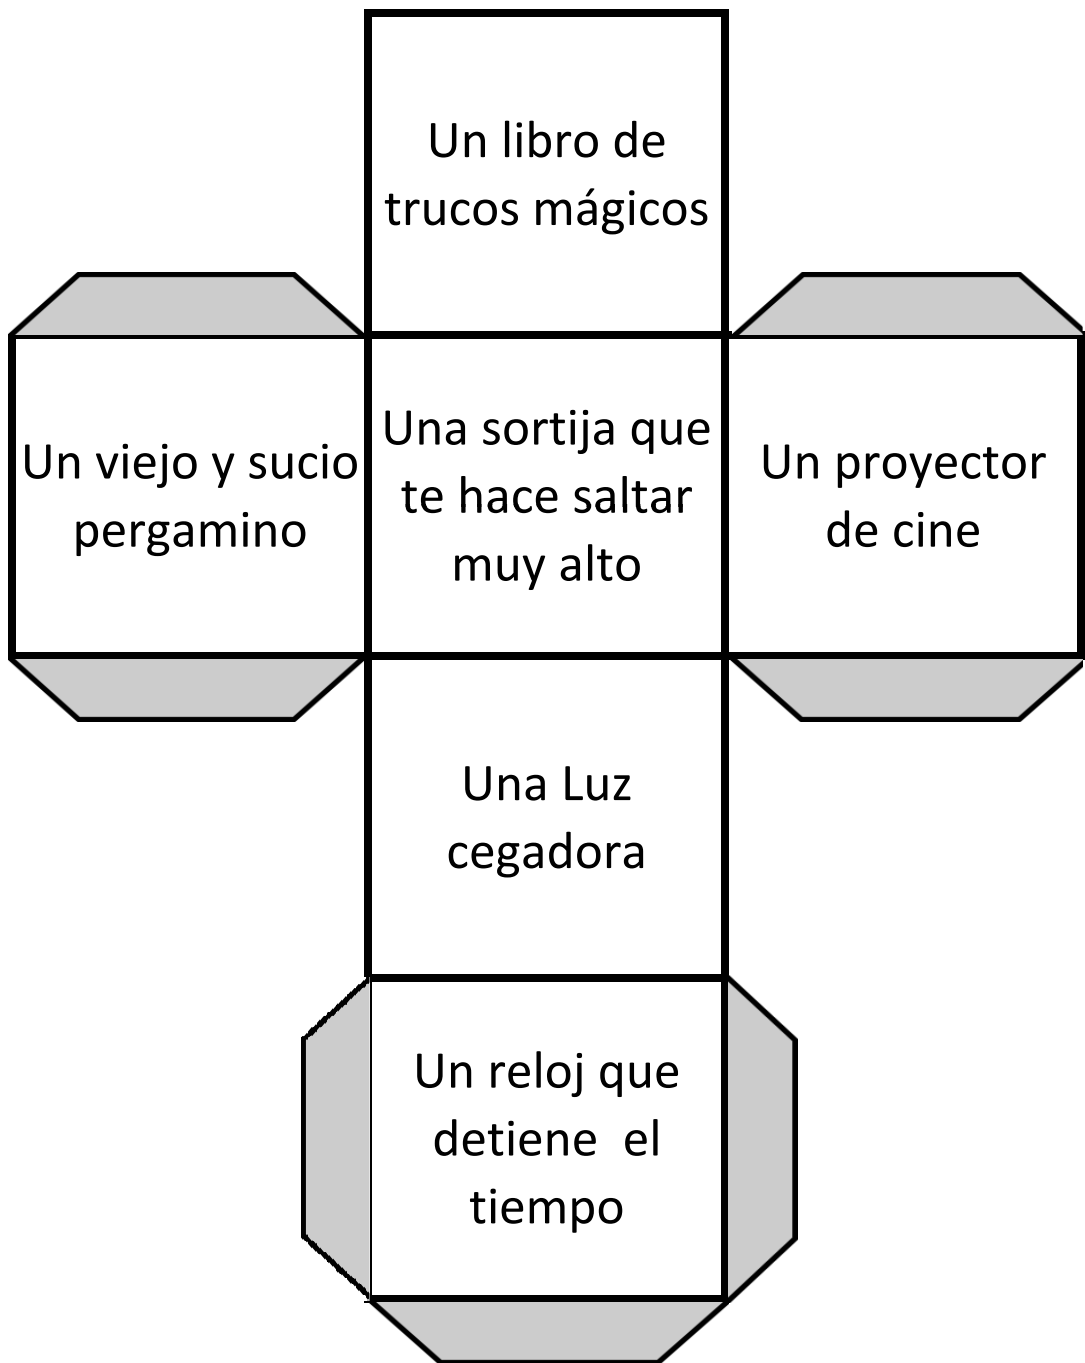 Un libro de
trucos mágicos
Un viejo y sucio
pergamino
Una sortija que
te hace saltar
muy alto
Un proyector
de cine
Una Luz
cegadora
Un reloj que
detiene  el
tiempo